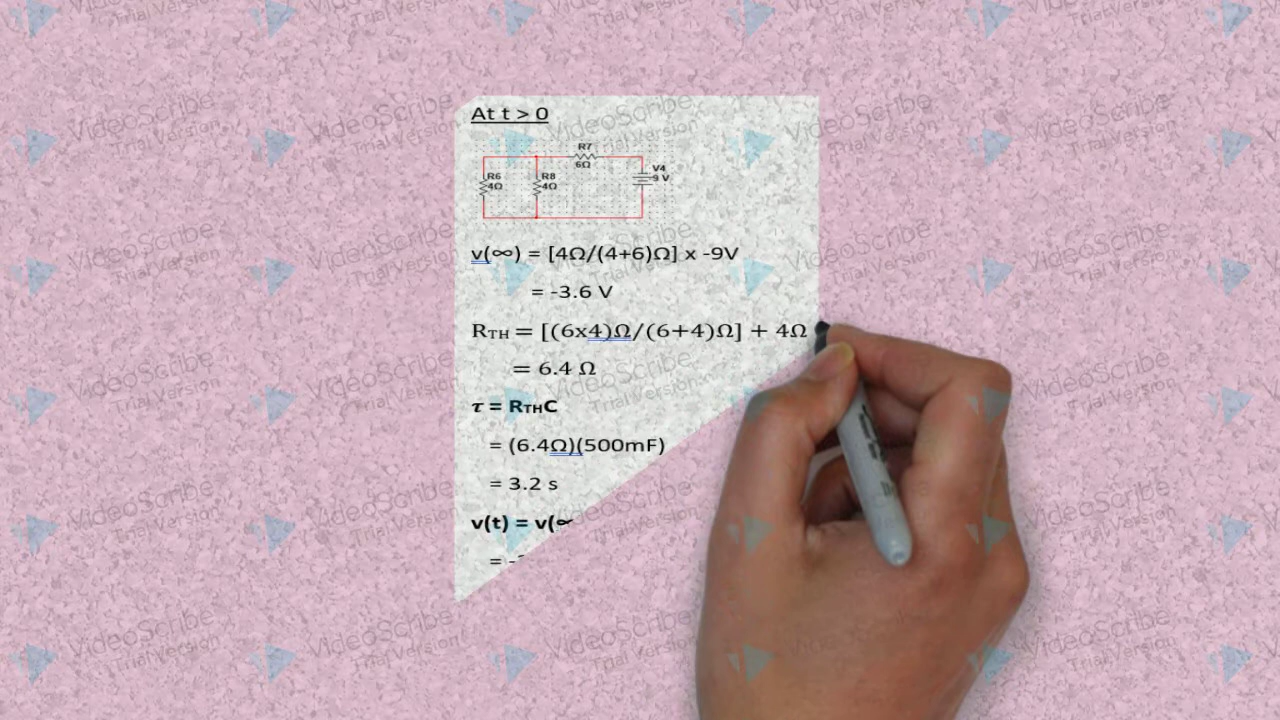 At t > 0
R7
6Ω
V4
9 V
R6
4Ω
R8
4Ω
v(∞) = [4Ω/(4+6)Ω] x -9V
= -3.6 V
RTH = [(6x4)Ω/(6+4)Ω] + 4Ω
= 6.4 Ω
𝜏 = RTHC
= (6.4Ω)(500mF)
= 3.2 s
v(t) = v(∞
= -
VideoScribe
Trial Version